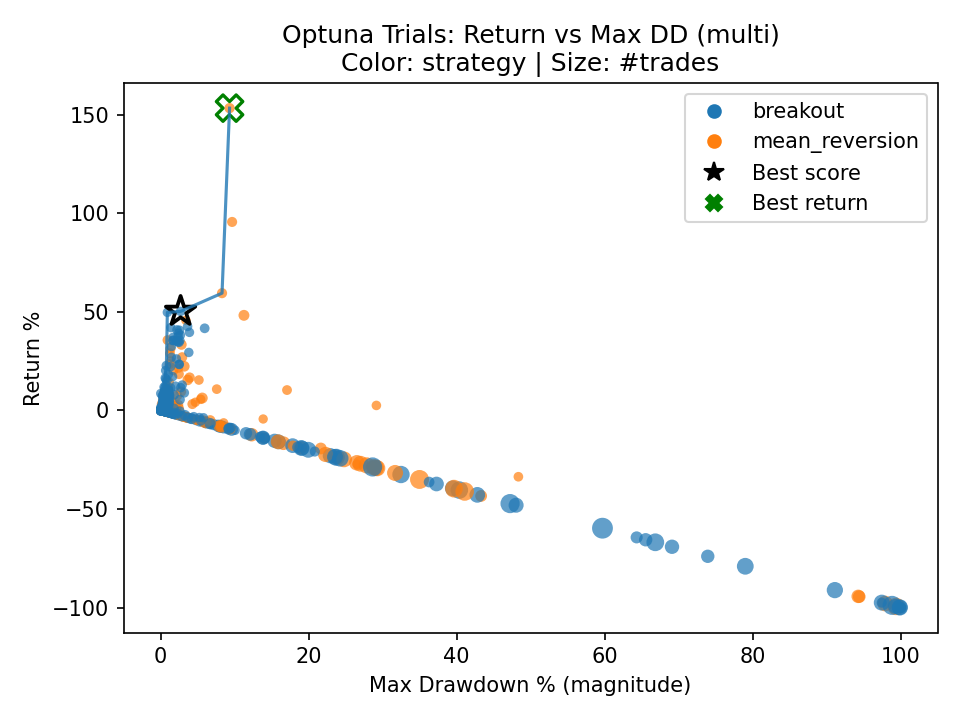 Optuna Trials: Return vs Max DD (multi)
Color: strategy | Size: #trades
breakout
mean_reversion
Best score
Best return
Return %
150
100
50
0
−50
−100
0
20
40
60
80
100
Max Drawdown % (magnitude)